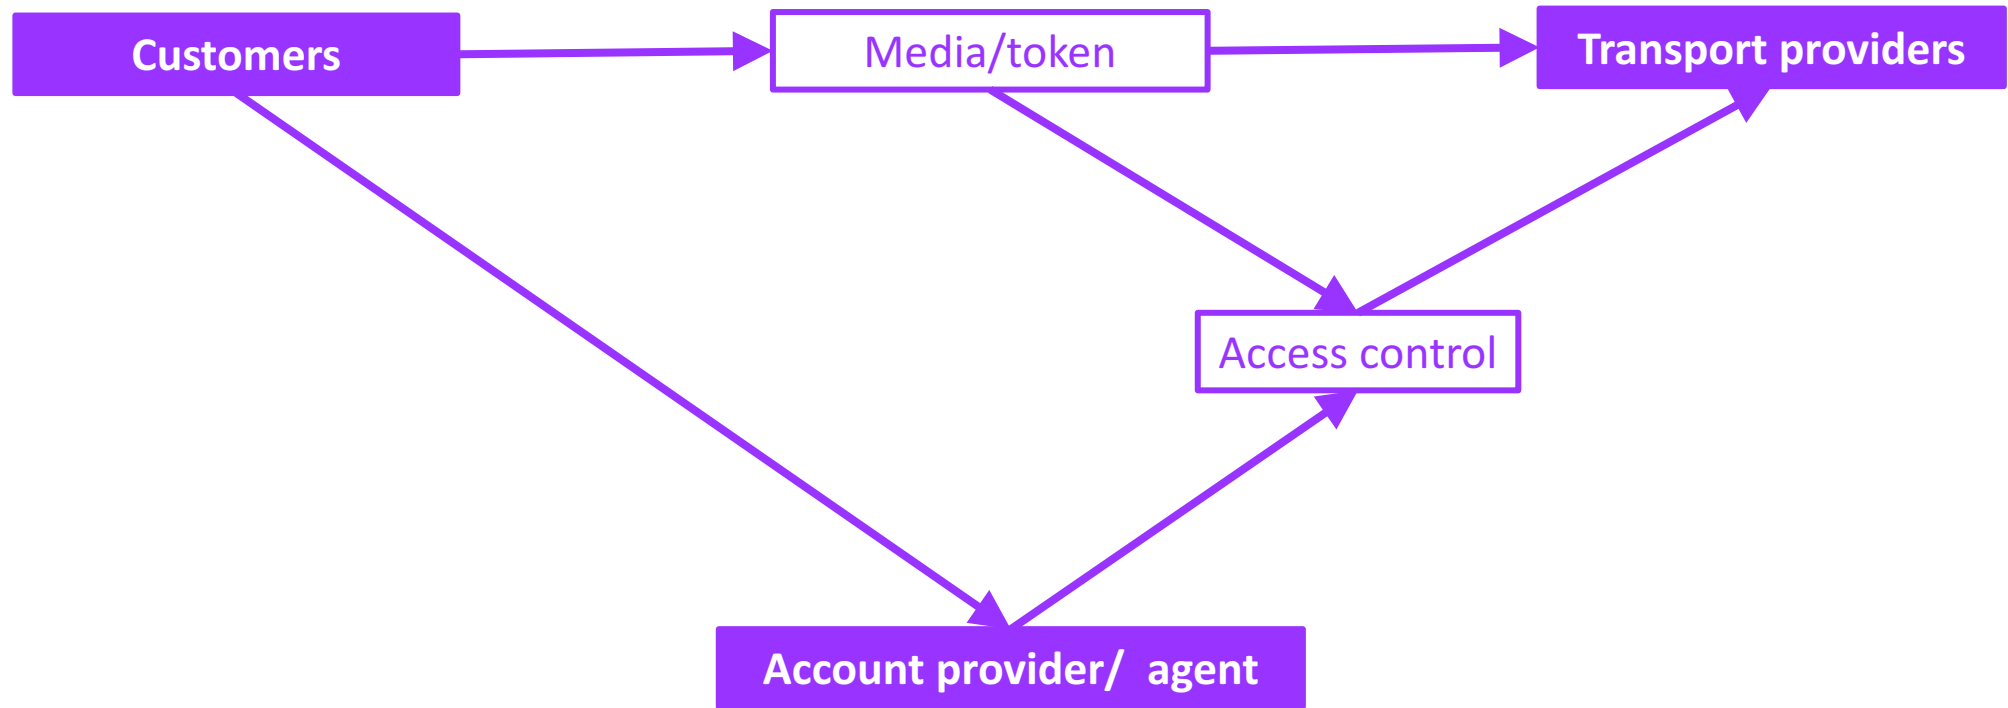 Customers
Media/token
Transport providers
Access control
Account provider/  agent